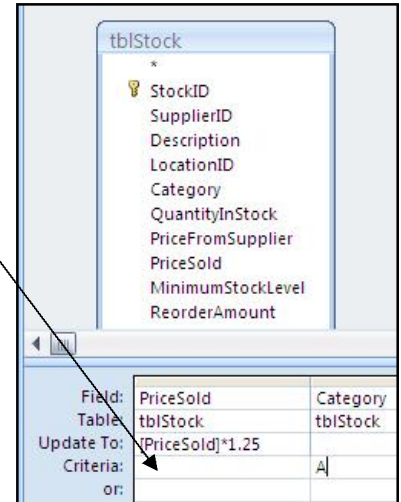 tblStock
*
StockID
SupplierID
Description
LocationID
Category
QuantityInStock
PriceFromSupplier
PriceSold
MinimumStockLevel
ReorderAmount
Field: PriceSold Category
Table: tblStock tblStock
Update To: [PriceSold]*1.25
Criteria: A
or: